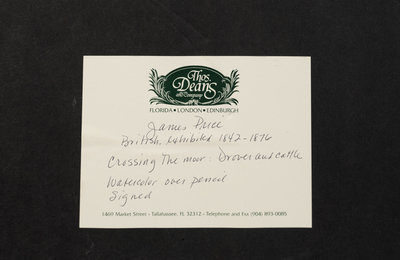 Thos.
Deans
and Company
FLORIDA • LONDON • EDINBURGH
James Price
British, exhibited 1842-1876
Crossing The moor: Drover and cattle
Watercolor over pencil
Signed
1469 Market Street - Tallahassee, FL 32312 - Telephone and Fax (904) 893-0085